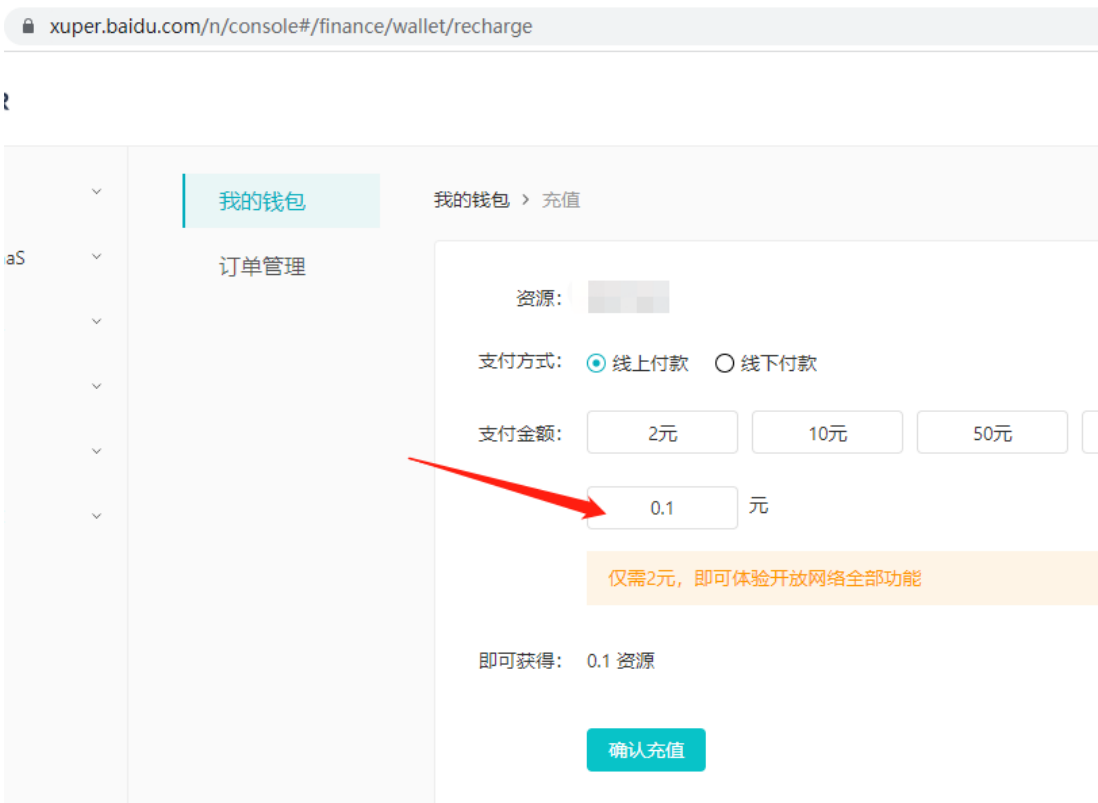 xuper.baidu.com/n/console#/finance/wallet/recharge
R
aaS
我的钱包
订单管理
我的钱包 > 充值
资源:
支付方式: 线上付款 线下付款
支付金额: 2元 10元 50元
0.1 元
仅需2元，即可体验开放网络全部功能
即可获得: 0.1 资源
确认充值